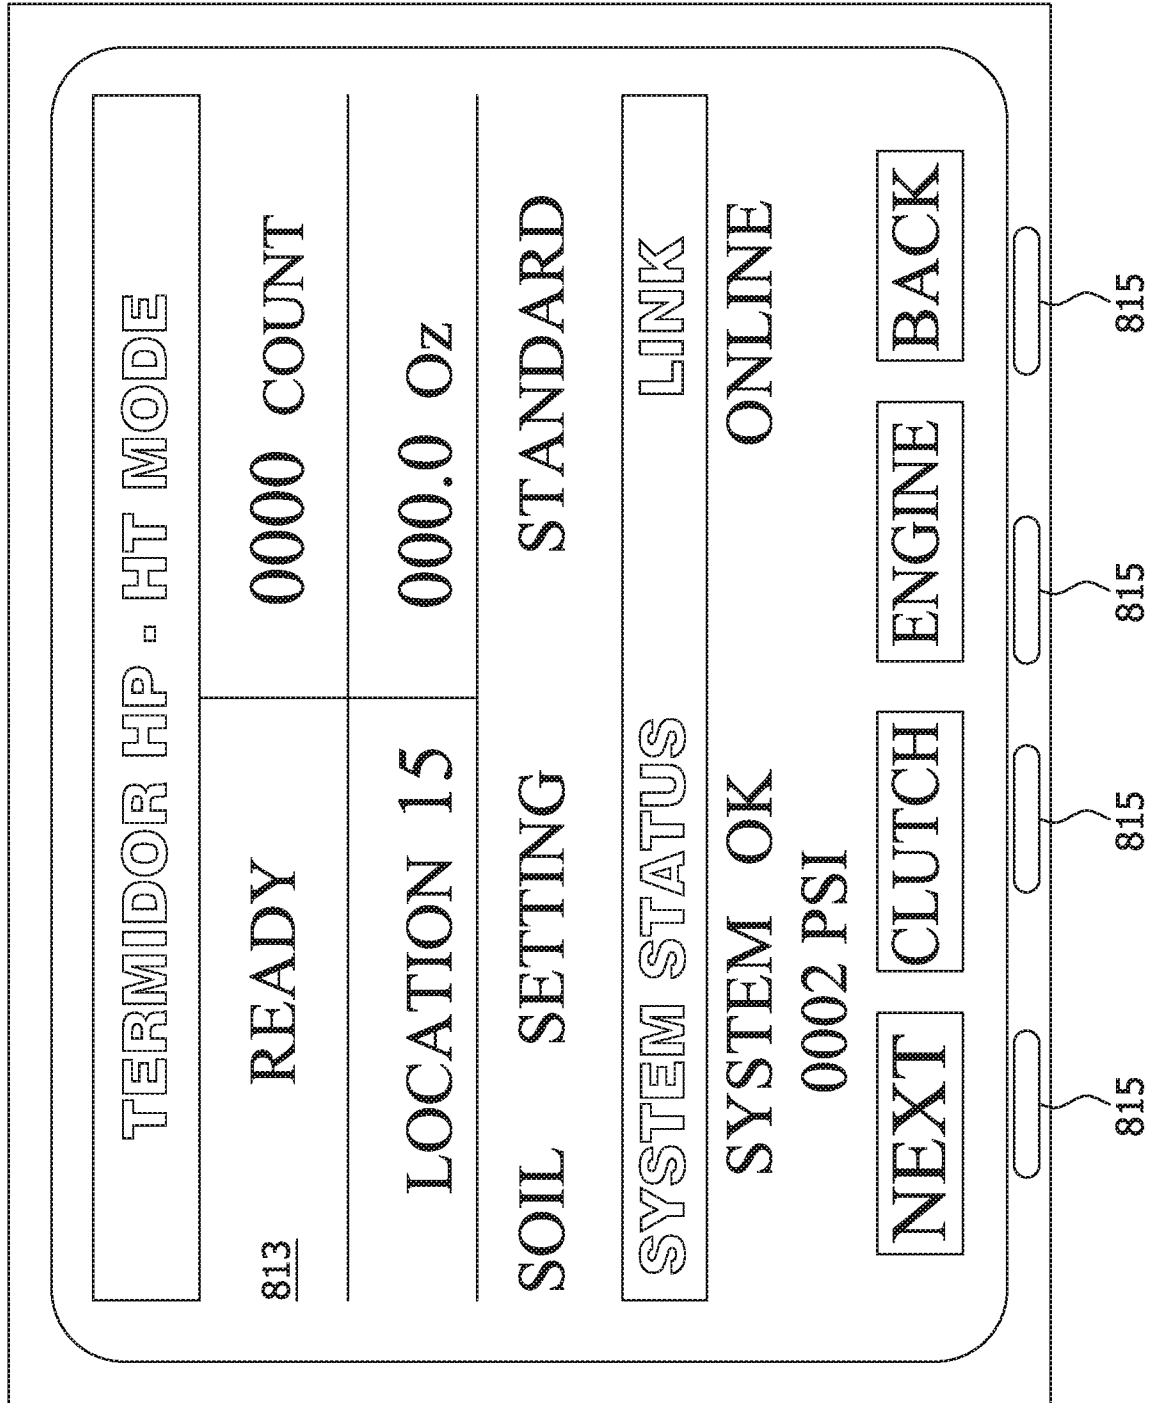 TERMIDOR HP - HT MODE
813 READY 0000 COUNT
LOCATION 15 000.0 Oz
SOIL SETTING STANDARD
SYSTEM STATUS LINK
SYSTEM OK ONLINE
0002 PSI
NEXT CLUTCH ENGINE BACK
815 815 815 815